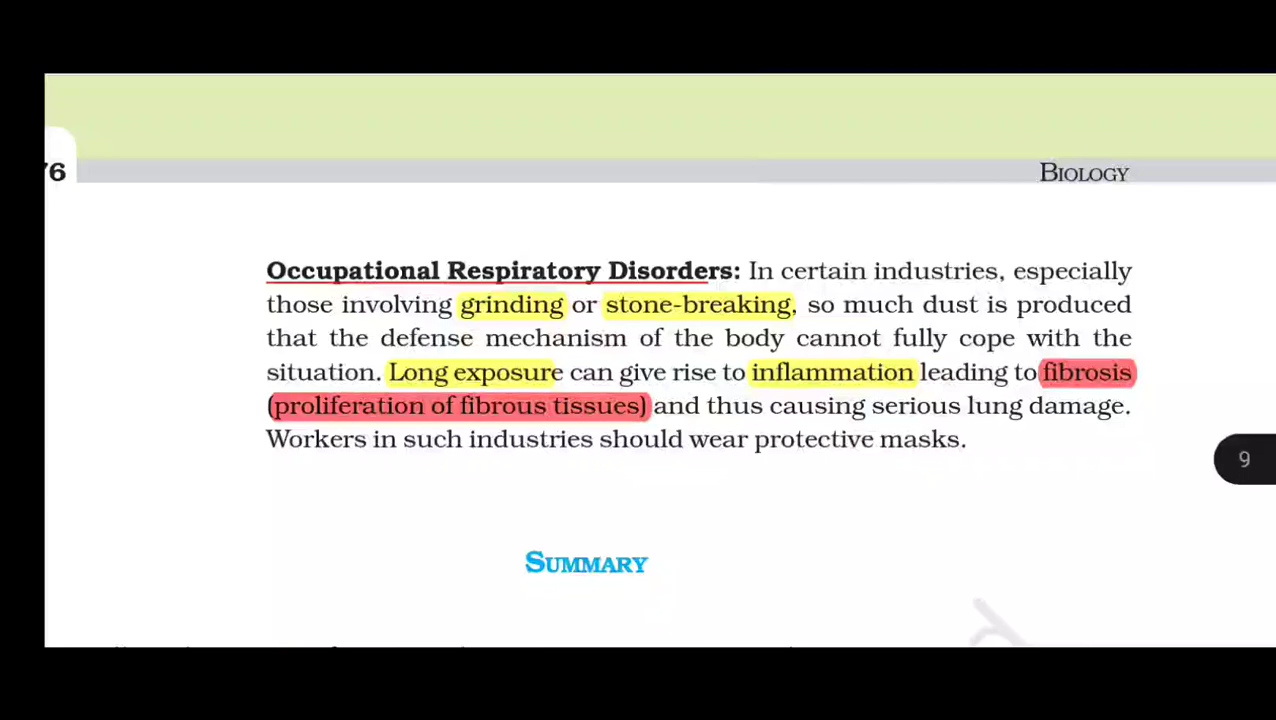 76
BIOLOGY
Occupational Respiratory Disorders: In certain industries, especially
those involving grinding or stone-breaking, so much dust is produced
that the defense mechanism of the body cannot fully cope with the
situation. Long exposure can give rise to inflammation leading to fibrosis
(proliferation of fibrous tissues) and thus causing serious lung damage.
Workers in such industries should wear protective masks.
9
SUMMARY